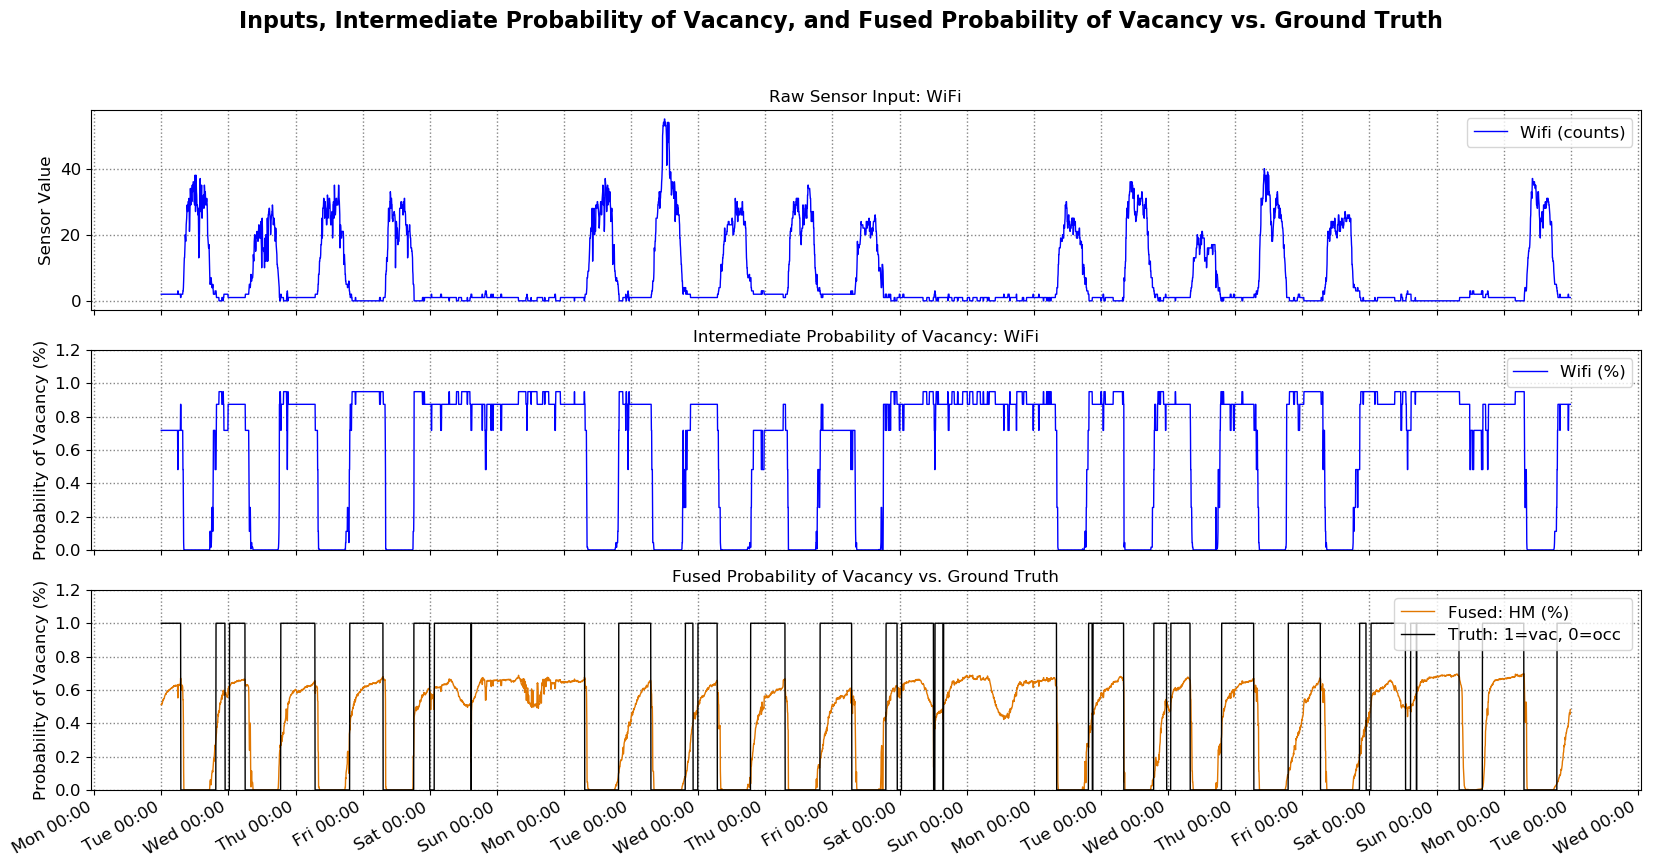 Inputs, Intermediate Probability of Vacancy, and Fused Probability of Vacancy vs. Ground Truth
Raw Sensor Input: WiFi
Sensor Value
40
20
0
Wifi (counts)
Intermediate Probability of Vacancy: WiFi
Probability of Vacancy (%)
1.2
1.0
0.8
0.6
0.4
0.2
0.0
Wifi (%)
Fused Probability of Vacancy vs. Ground Truth
Probability of Vacancy (%)
1.2
1.0
0.8
0.6
0.4
0.2
0.0
Fused: HM (%)
Truth: 1=vac, 0=occ
Mon 00:00
Tue 00:00
Wed 00:00
Thu 00:00
Fri 00:00
Sat 00:00
Sun 00:00
Mon 00:00
Tue 00:00
Wed 00:00
Thu 00:00
Fri 00:00
Sat 00:00
Sun 00:00
Mon 00:00
Tue 00:00
Wed 00:00
Thu 00:00
Fri 00:00
Sat 00:00
Sun 00:00
Mon 00:00
Tue 00:00
Wed 00:00